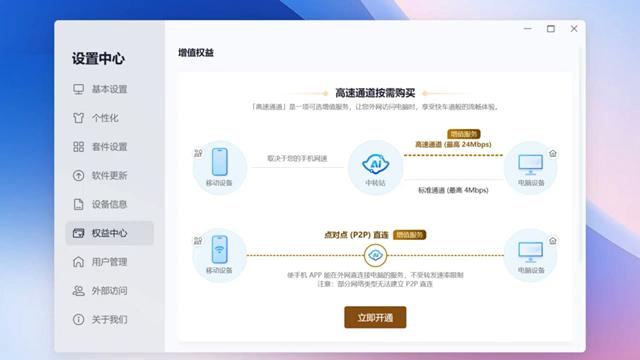 设置中心
基本设置
个性化
套件设置
软件更新
设备信息
权益中心
用户管理
外部访问
关于我们
增值权益
高速通道按需购买
「高速通道」是一项可选增值服务，让您外网访问电脑时，享受快车道般的流畅体验。
增值服务
高速通道 (最高 24Mbps)
取决于您的手机网速
Ai
移动设备
中转站
电脑设备
标准通道 (最高 4Mbps)
点对点 (P2P) 直连
增值服务
Ai
移动设备
电脑设备
使手机 APP 能在外网直连接电脑的服务，不受转发速率限制
注意：部分网络类型无法建立 P2P 直连
立即开通